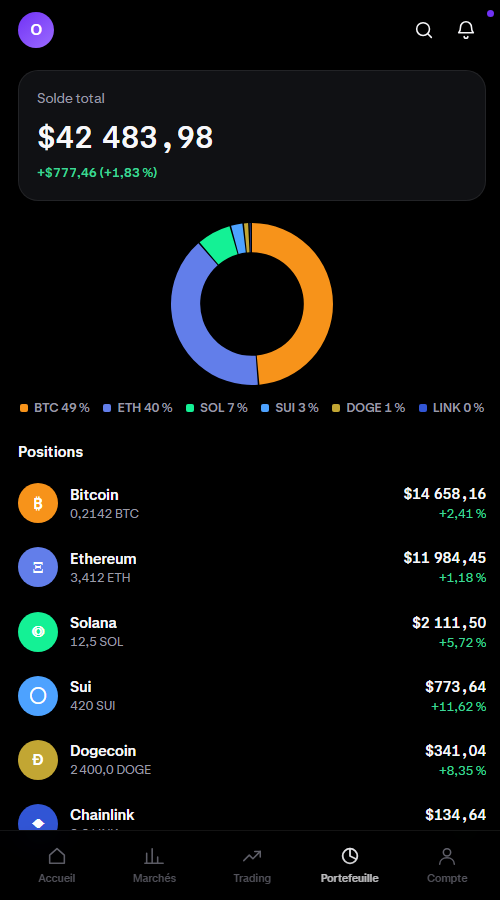 O
Solde total
$42 483,98
+$777,46 (+1,83 %)
BTC 49 % ETH 40 % SOL 7 % SUI 3 % DOGE 1 % LINK 0 %
Positions
Bitcoin $14 658,16
0,2142 BTC +2,41 %
Ethereum $11 984,45
3,412 ETH +1,18 %
Solana $2 111,50
12,5 SOL +5,72 %
Sui $773,64
420 SUI +11,62 %
Dogecoin $341,04
2 400,0 DOGE +8,35 %
Chainlink $134,64
Accueil Marchés Trading Portefeuille Compte